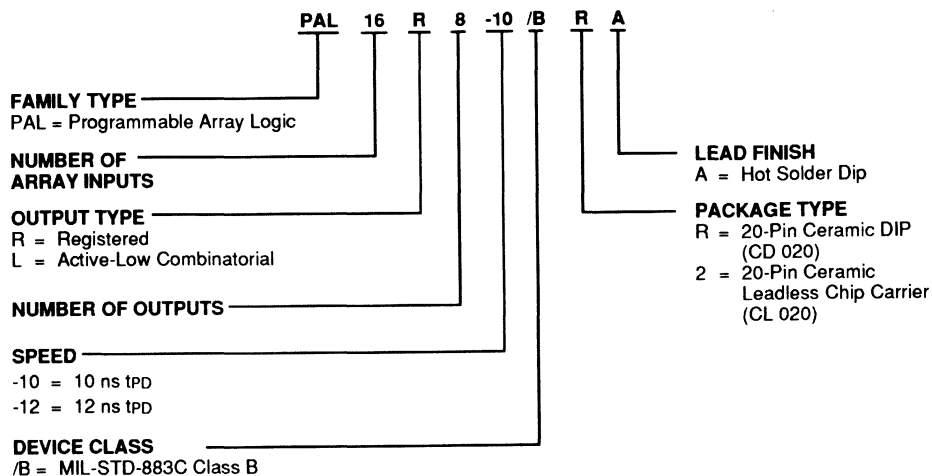 PAL 16 R 8 -10 /B R A
FAMILY TYPE
PAL = Programmable Array Logic
NUMBER OF
ARRAY INPUTS
OUTPUT TYPE
R = Registered
L = Active-Low Combinatorial
NUMBER OF OUTPUTS
SPEED
-10 = 10 ns tPD
-12 = 12 ns tPD
DEVICE CLASS
/B = MIL-STD-883C Class B
LEAD FINISH
A = Hot Solder Dip
PACKAGE TYPE
R = 20-Pin Ceramic DIP
(CD 020)
2 = 20-Pin Ceramic
Leadless Chip Carrier
(CL 020)